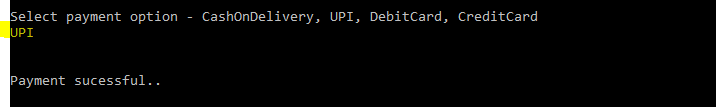 Select payment option - CashOnDelivery, UPI, DebitCard, CreditCard
UPI
Payment sucessful..